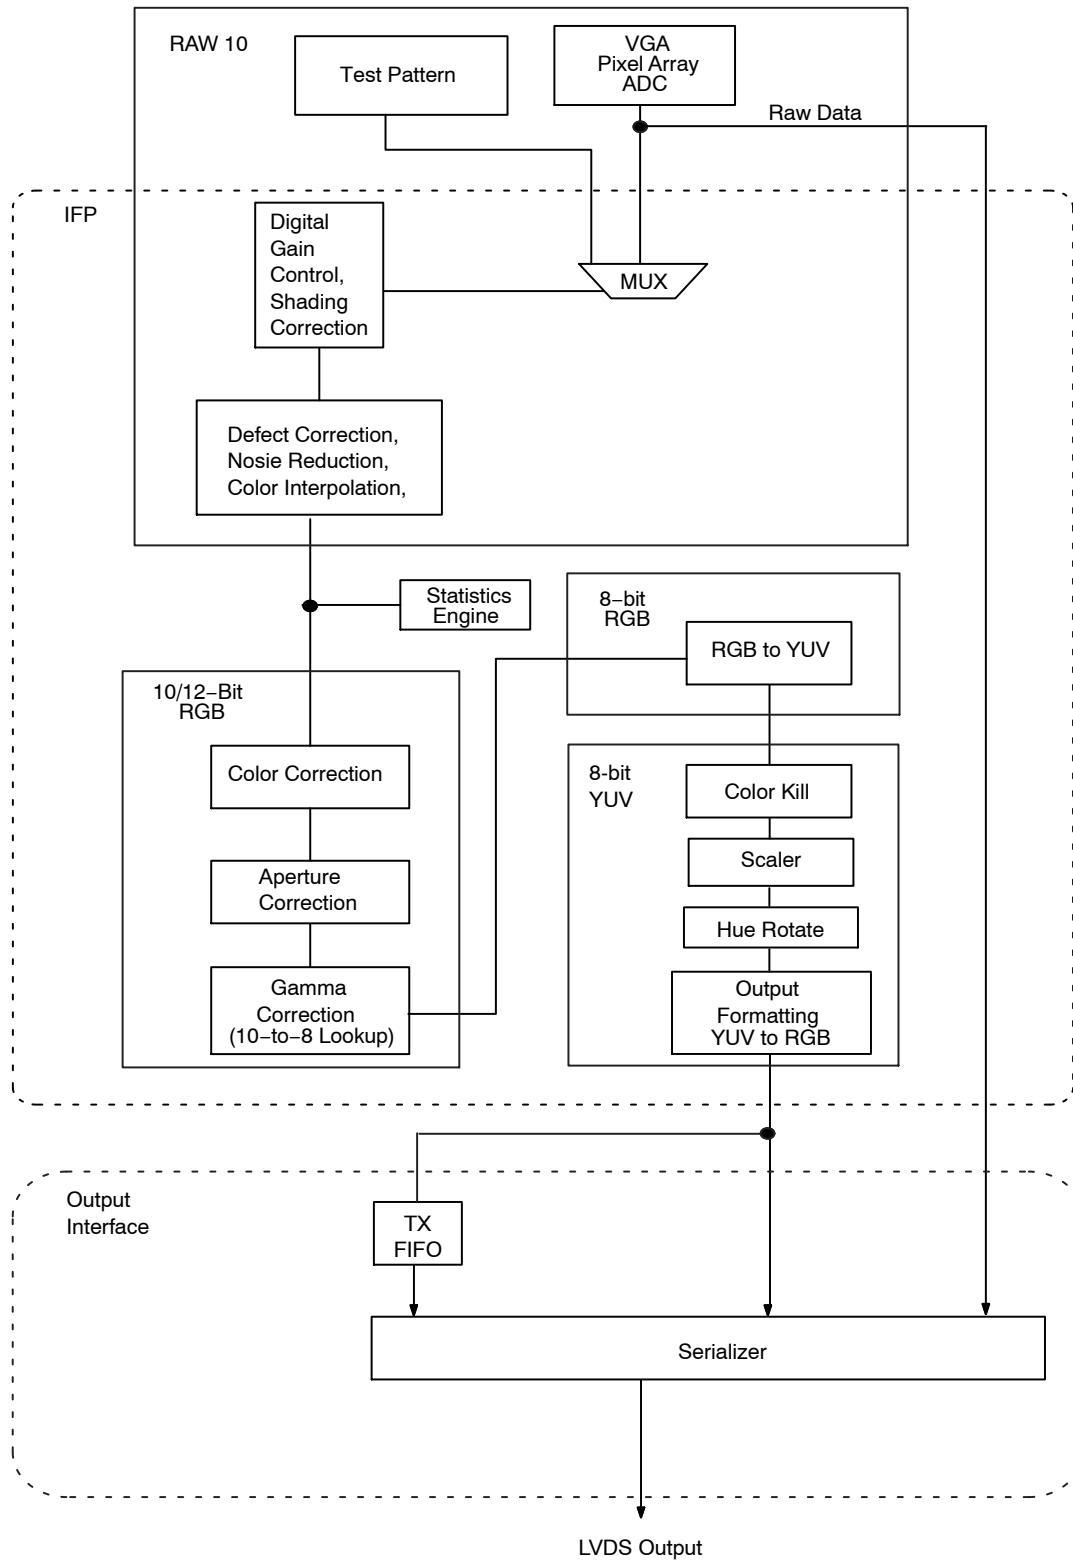 RAW 10
Test Pattern
VGA
Pixel Array
ADC
Raw Data
IFP
Digital
Gain
Control,
Shading
Correction
MUX
Defect Correction,
Nosie Reduction,
Color Interpolation,
Statistics
Engine
8−bit
RGB
RGB to YUV
10/12−Bit
RGB
Color Correction
Aperture
Correction
Gamma
Correction
(10−to−8 Lookup)
8-bit
YUV
Color Kill
Scaler
Hue Rotate
Output
Formatting
YUV to RGB
Output
Interface
TX
FIFO
Serializer
LVDS Output